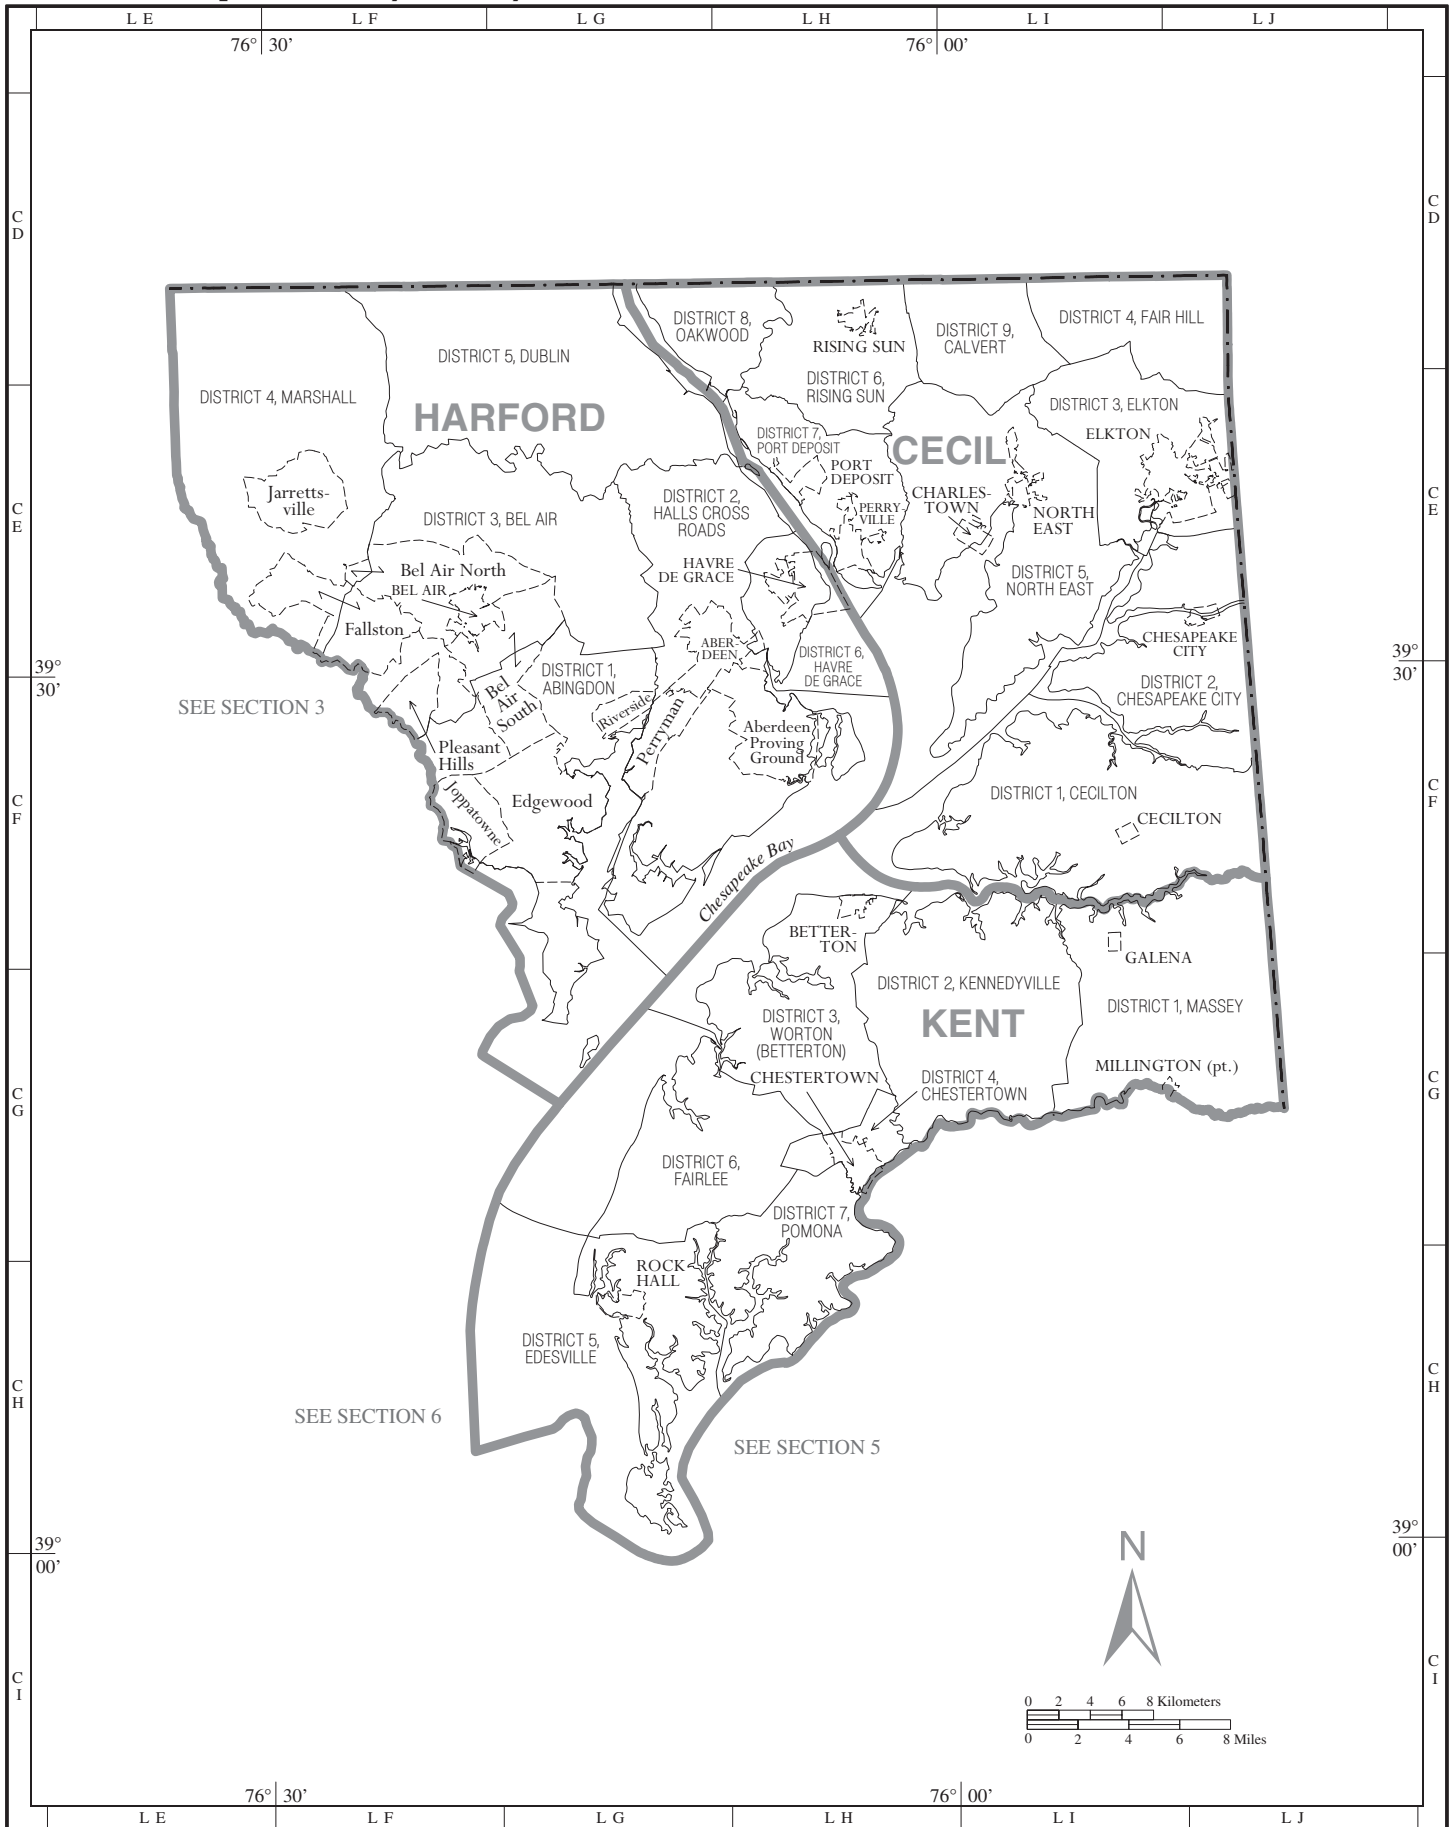 L E
L F
L G
L H
L I
L J
76° 30'
76° 00'
C
D
C
D
DISTRICT 8,
OAKWOOD
RISING SUN
DISTRICT 9,
CALVERT
DISTRICT 4, FAIR HILL
DISTRICT 5, DUBLIN
DISTRICT 4, MARSHALL
DISTRICT 6,
RISING SUN
DISTRICT 3, ELKTON
HARFORD
ELKTON
DISTRICT 7,
PORT DEPOSIT
CECIL
PORT
DEPOSIT
Jarretts-
ville
DISTRICT 2,
HALLS CROSS
ROADS
CHARLES-
TOWN
C
E
C
E
DISTRICT 3, BEL AIR
PERRY-
VILLE
NORTH
EAST
HAVRE
DE GRACE
Bel Air North
BEL AIR
DISTRICT 5,
NORTH EAST
Fallston
ABER-
DEEN
CHESAPEAKE
CITY
39°
30'
39°
30'
DISTRICT 6,
HAVRE
DE GRACE
DISTRICT 1,
ABINGDON
DISTRICT 2,
CHESAPEAKE CITY
SEE SECTION 3
Bel
Air
South
Riverside
Perryman
Aberdeen
Proving
Ground
Pleasant
Hills
Joppatowne
Edgewood
DISTRICT 1, CECILTON
C
F
C
F
CECILTON
Chesapeake Bay
BETTER-
TON
GALENA
DISTRICT 2, KENNEDYVILLE
DISTRICT 1, MASSEY
DISTRICT 3,
WORTON
(BETTERTON)
KENT
MILLINGTON (pt.)
CHESTERTOWN
DISTRICT 4,
CHESTERTOWN
C
G
C
G
DISTRICT 6,
FAIRLEE
DISTRICT 7,
POMONA
ROCK
HALL
DISTRICT 5,
EDESVILLE
C
H
C
H
SEE SECTION 6
SEE SECTION 5
39°
00'
39°
00'
N
C
I
C
I
0 2 4 6 8 Kilometers
0 2 4 6 8 Miles
76° 30'
76° 00'
L E
L F
L G
L H
L I
L J